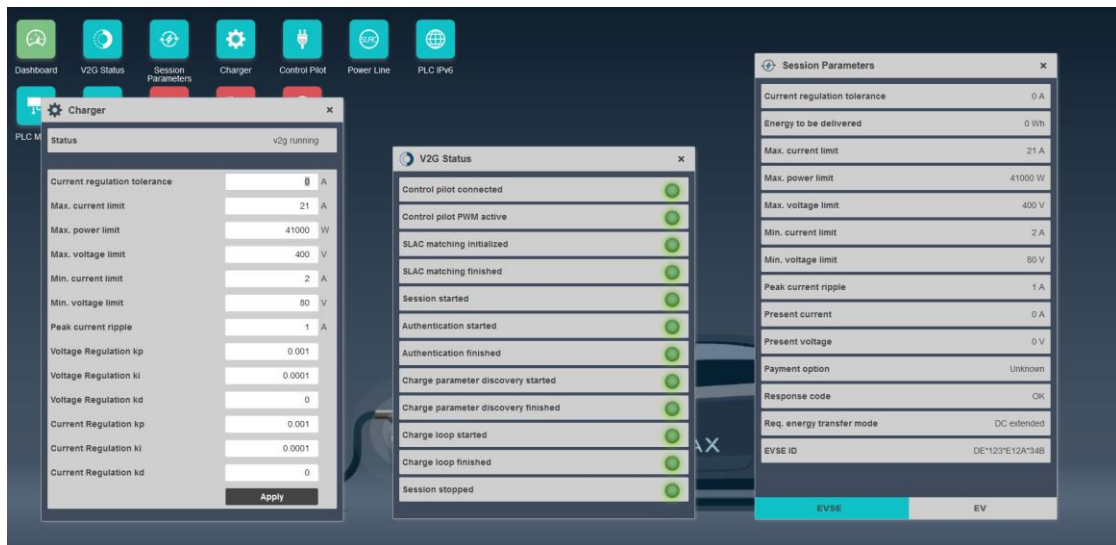 Dashboard
V2G Status
Session
Parameters
Charger
Control Pilot
Power Line
PLC IPv6
SLAC
PLC M
Charger ×
Status v2g running
Current regulation tolerance 0 A
Max. current limit 21 A
Max. power limit 41000 W
Max. voltage limit 400 V
Min. current limit 2 A
Min. voltage limit 80 V
Peak current ripple 1 A
Voltage Regulation kp 0.001
Voltage Regulation ki 0.0001
Voltage Regulation kd 0
Current Regulation kp 0.001
Current Regulation ki 0.0001
Current Regulation kd 0
Apply
V2G Status ×
Control pilot connected
Control pilot PWM active
SLAC matching initialized
SLAC matching finished
Session started
Authentication started
Authentication finished
Charge parameter discovery started
Charge parameter discovery finished
Charge loop started
Charge loop finished
Session stopped
AX
Session Parameters ×
Current regulation tolerance 0 A
Energy to be delivered 0 Wh
Max. current limit 21 A
Max. power limit 41000 W
Max. voltage limit 400 V
Min. current limit 2 A
Min. voltage limit 80 V
Peak current ripple 1 A
Present current 0 A
Present voltage 0 V
Payment option Unknown
Response code OK
Req. energy transfer mode DC extended
EVSE ID DE*123*E12A*34B
EVSE EV